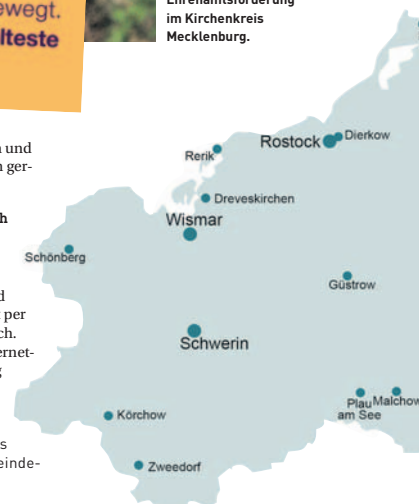 ewegt.
lteste
Ehrenamtsförderung
im Kirchenkreis
Mecklenburg.
n und
n ger-
h
d
per
ch.
ernet-
g
s
einde-
Rostock
Dierkow
Rerik
Dreveskirchen
Wismar
Schönberg
Güstrow
Schwerin
Plau
am See
Malchow
Körchow
Zweedorf